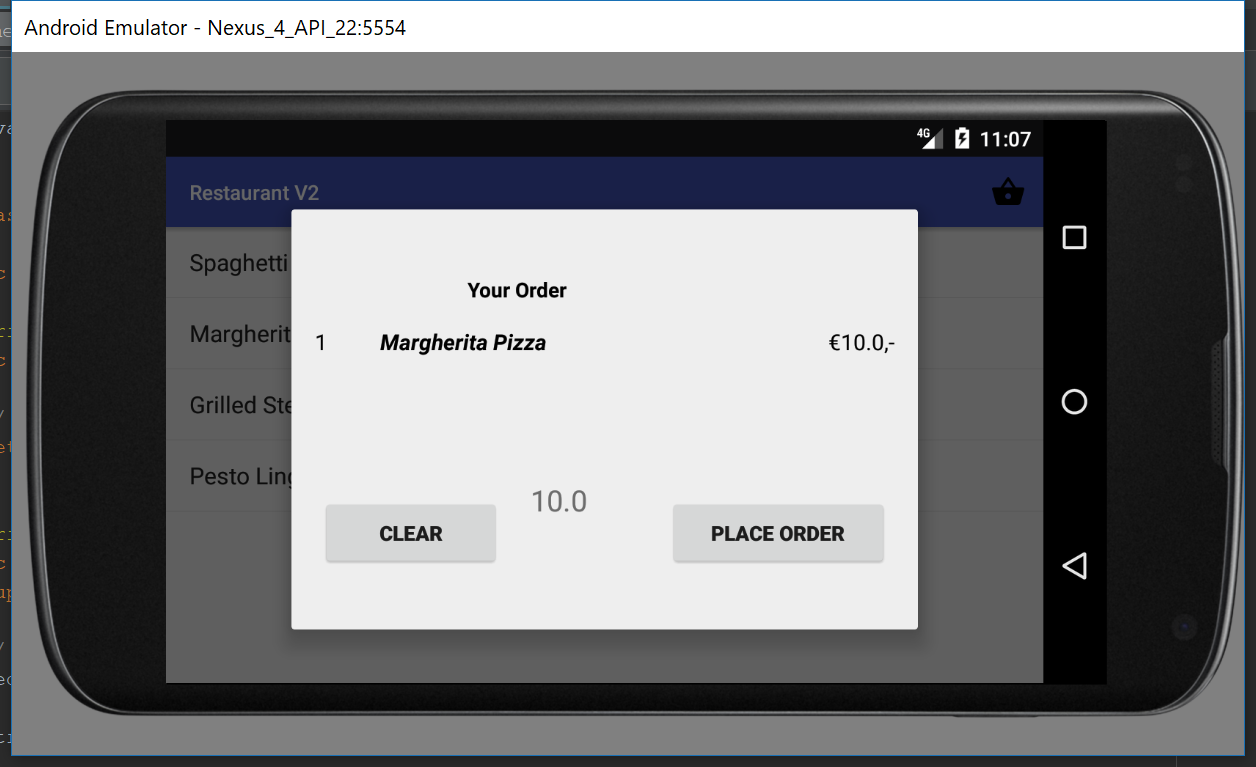 Android Emulator - Nexus_4_API_22:5554
4G 11:07
Restaurant V2
Spaghetti
Margherit
Your Order
1 Margherita Pizza €10.0,-
Grilled Ste
Pesto Ling
10.0
CLEAR PLACE ORDER